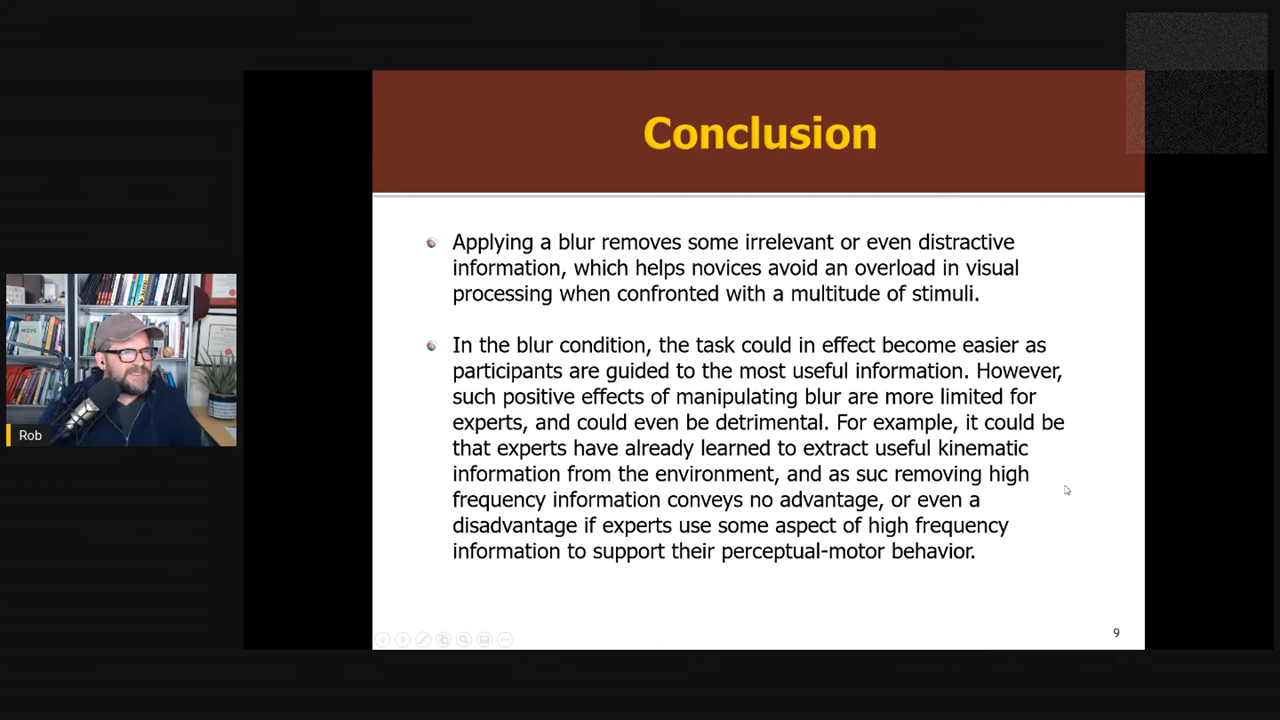 Conclusion
Applying a blur removes some irrelevant or even distractive
information, which helps novices avoid an overload in visual
processing when confronted with a multitude of stimuli.
In the blur condition, the task could in effect become easier as
participants are guided to the most useful information. However,
such positive effects of manipulating blur are more limited for
experts, and could even be detrimental. For example, it could be
that experts have already learned to extract useful kinematic
information from the environment, and as suc removing high
frequency information conveys no advantage, or even a
disadvantage if experts use some aspect of high frequency
information to support their perceptual-motor behavior.
9
MOVE
Rob